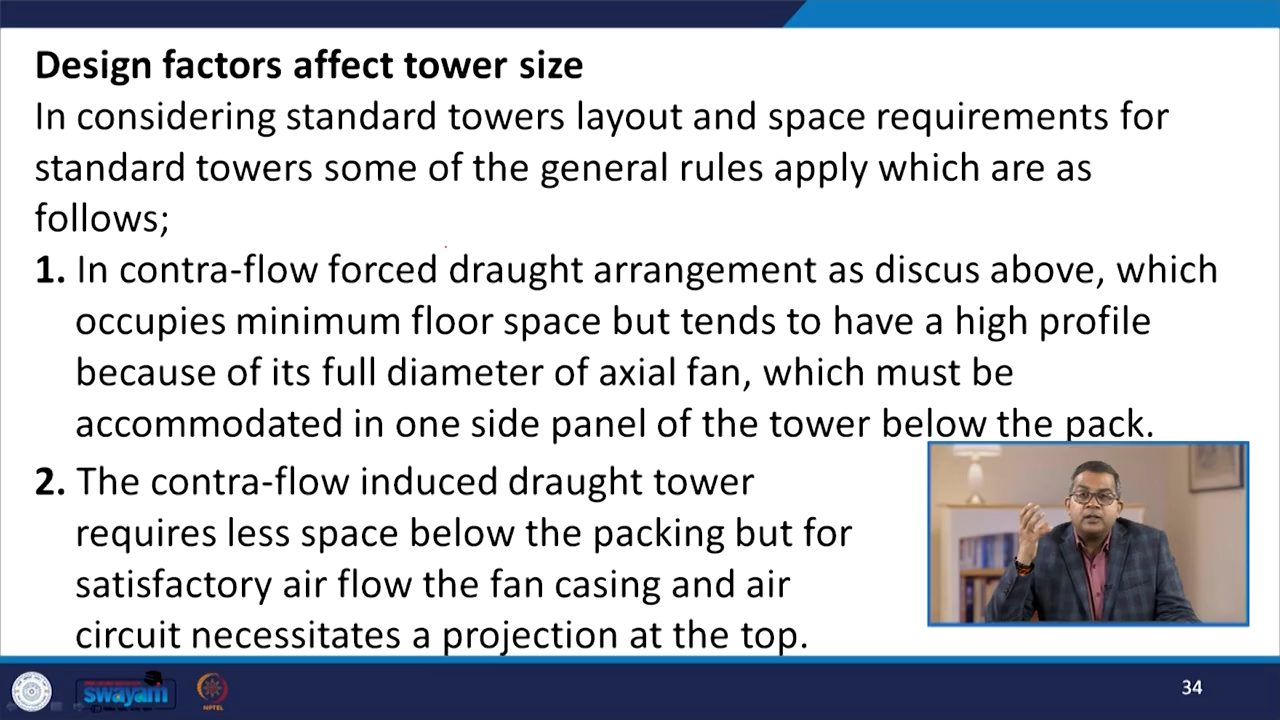 Design factors affect tower size
In considering standard towers layout and space requirements for
standard towers some of the general rules apply which are as
follows;
1. In contra-flow forced draught arrangement as discus above, which
occupies minimum floor space but tends to have a high profile
because of its full diameter of axial fan, which must be
accommodated in one side panel of the tower below the pack.
2. The contra-flow induced draught tower
requires less space below the packing but for
satisfactory air flow the fan casing and air
circuit necessitates a projection at the top.
swayam
NPTEL
34